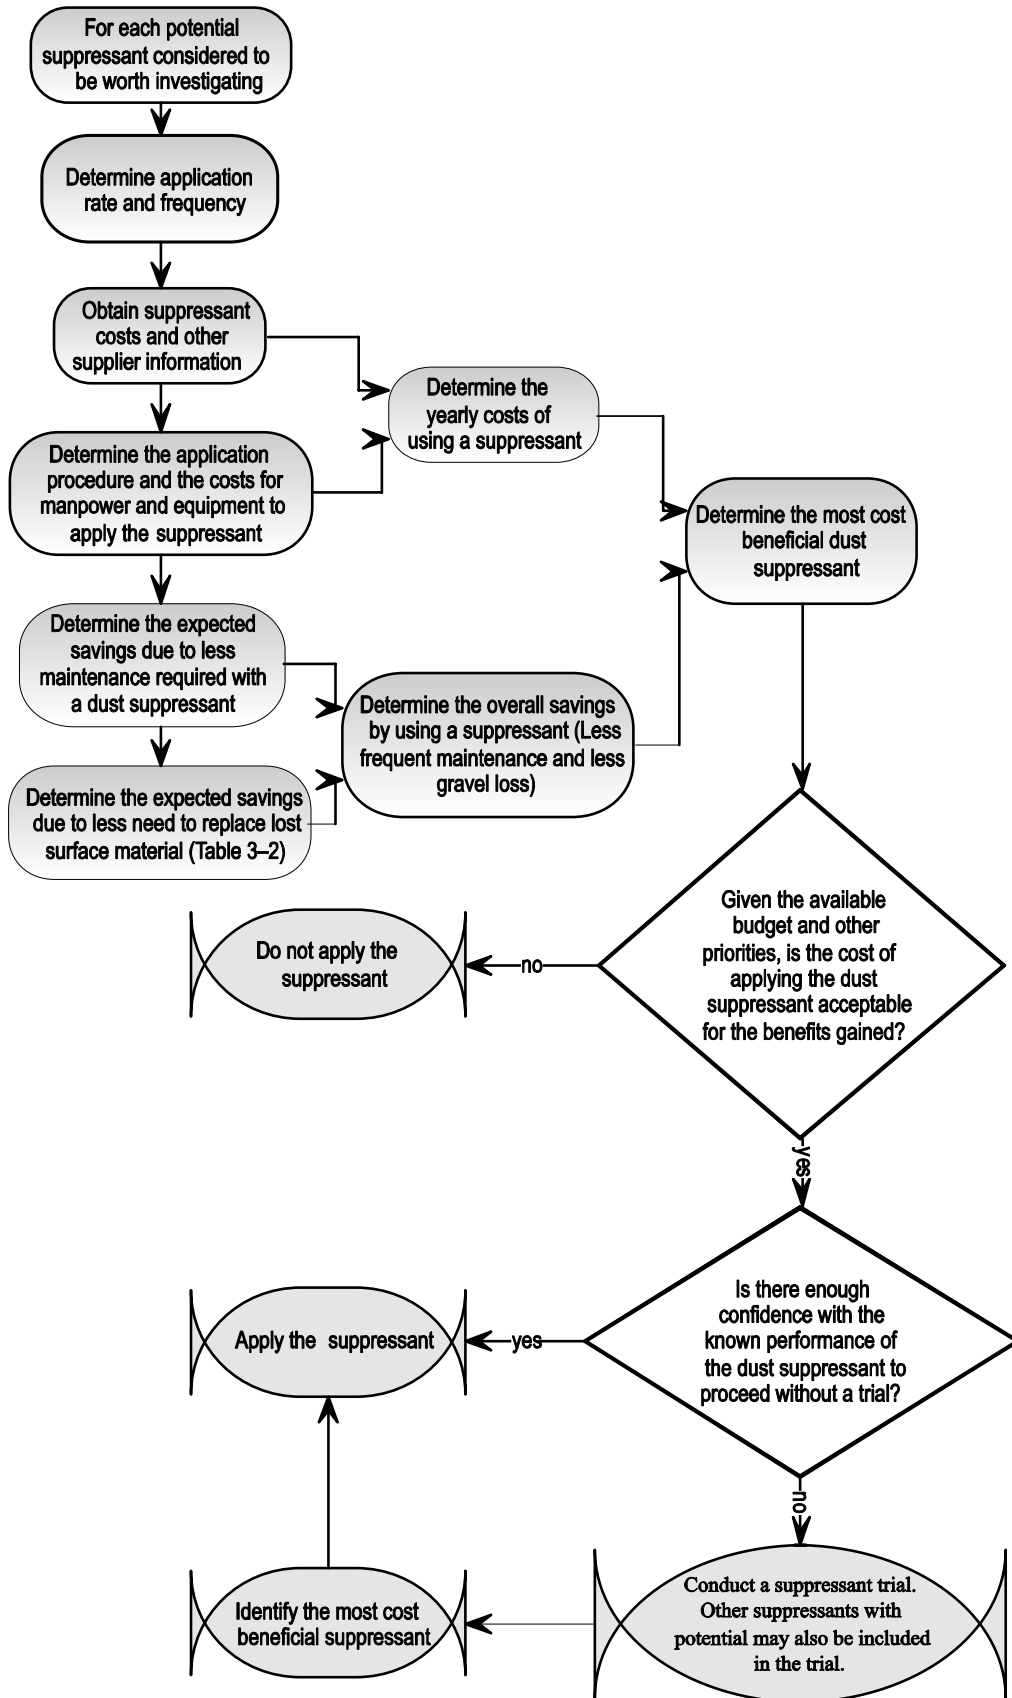 For each potential
suppressant considered to
be worth investigating
Determine application
rate and frequency
Obtain suppressant
costs and other
supplier information
Determine the
yearly costs of
using a suppressant
Determine the application
procedure and the costs for
manpower and equipment to
apply the suppressant
Determine the most cost
beneficial dust
suppressant
Determine the expected
savings due to less
maintenance required with
a dust suppressant
Determine the overall savings
by using a suppressant (Less
frequent maintenance and less
gravel loss)
Determine the expected savings
due to less need to replace lost
surface material (Table 3–2)
Given the available
budget and other
priorities, is the cost of
applying the dust
suppressant acceptable
for the benefits gained?
no
Do not apply the
suppressant
yes
Is there enough
confidence with the
known performance of
the dust suppressant to
proceed without a trial?
yes
Apply the suppressant
no
Conduct a suppressant trial.
Other suppressants with
potential may also be included
in the trial.
Identify the most cost
beneficial suppressant